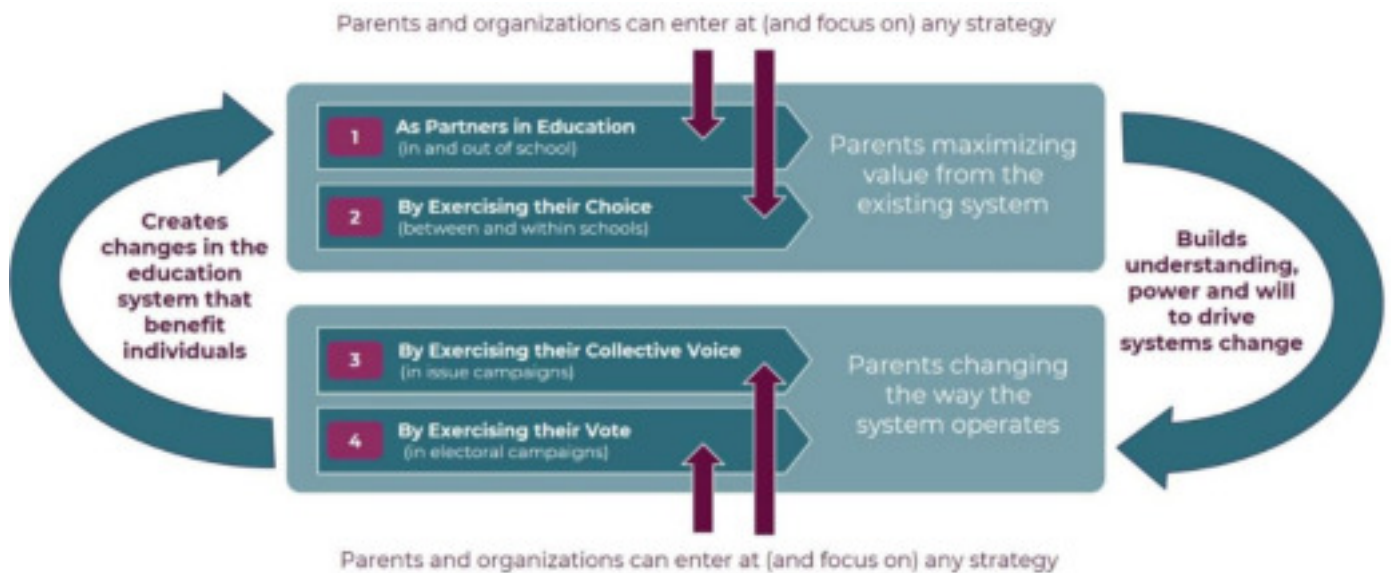 Parents and organizations can enter at (and focus on) any strategy
1
As Partners in Education
(in and out of school)
2
By Exercising their Choice
(between and within schools)
Parents maximizing
value from the
existing system
Creates
changes in the
education
system that
benefit
individuals
Builds
understanding,
power and will
to drive
systems change
3
By Exercising their Collective Voice
(in issue campaigns)
4
By Exercising their Vote
(in electoral campaigns)
Parents changing
the way the
system operates
Parents and organizations can enter at (and focus on) any strategy